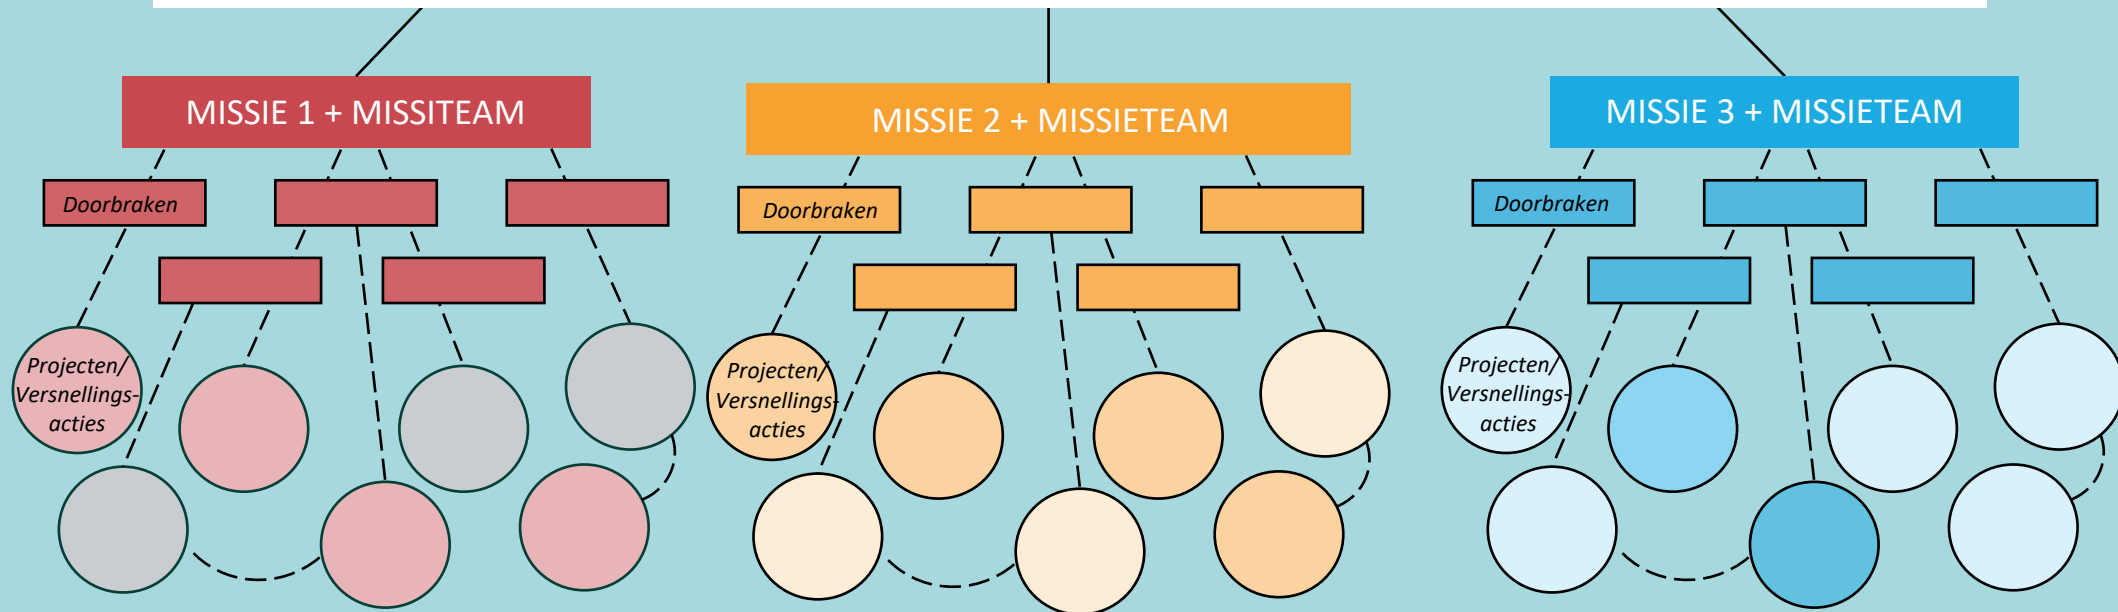 MISSIE 1 + MISSITEAM
Doorbraken
Projecten/
Versnellings-
acties
MISSIE 2 + MISSIETEAM
Doorbraken
Projecten/
Versnellings-
acties
MISSIE 3 + MISSIETEAM
Doorbraken
Projecten/
Versnellings-
acties